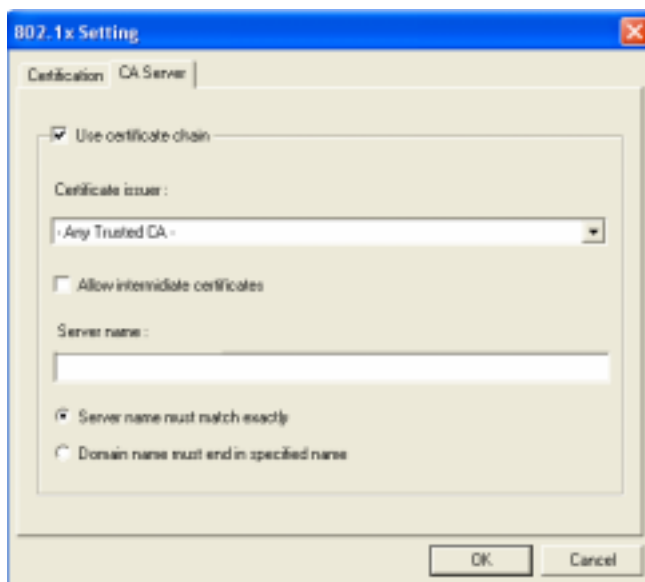 802.1x Setting
Certification CA Server
Use certificate chain
Certificate issuer :
- Any Trusted CA -
Allow intermidiate certificates
Server name :
Server name must match exactly
Domain name must end in specified name
OK Cancel